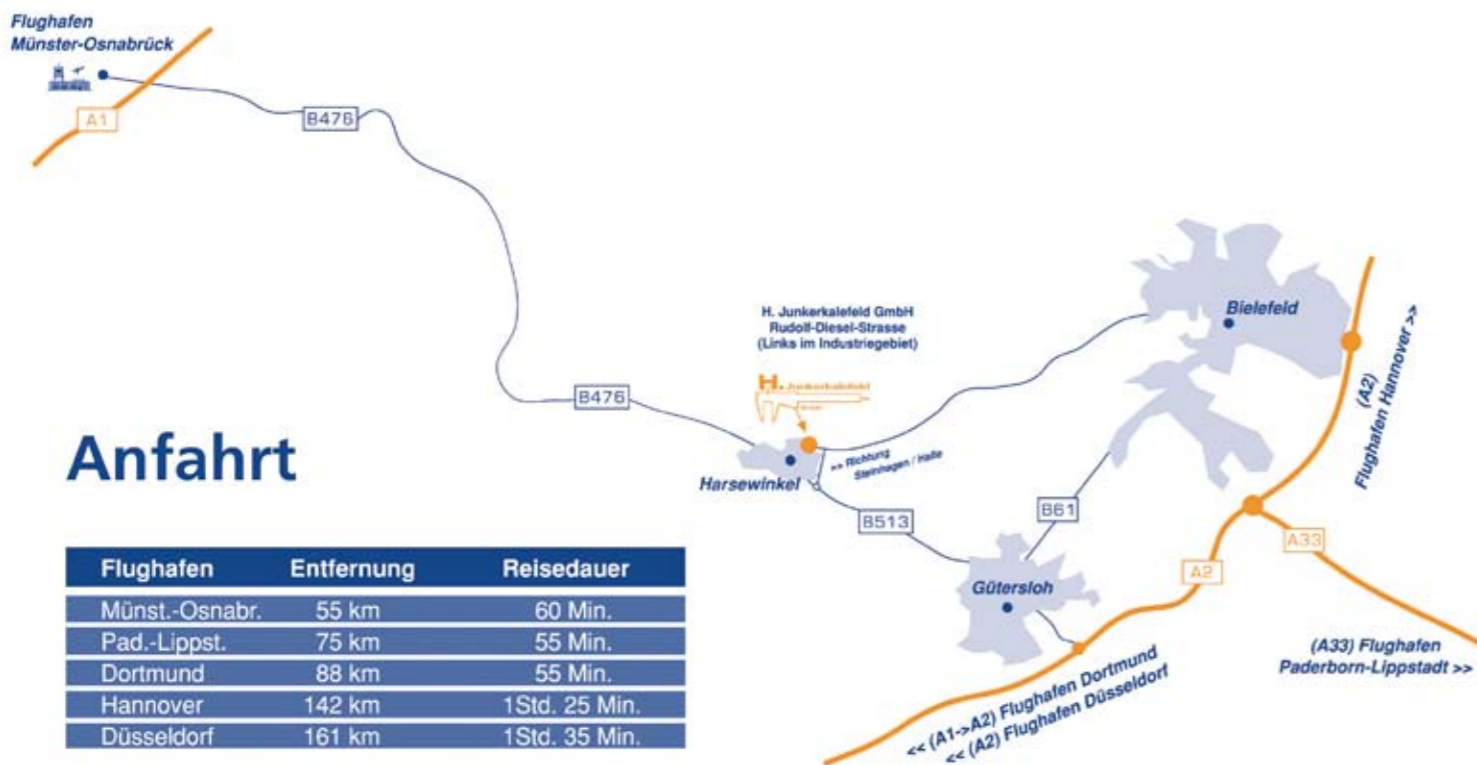 Flughafen
Münster-Osnabrück
A1
B476
H. Junkerkalefeld GmbH
Rudolf-Diesel-Strasse
(Links im Industriegebiet)
H. Junkerkalefeld
Bielefeld
(A2)
Flughafen Hannover >>
B476
Anfahrt
Harsewinkel
>> Richtung
Steinhagen / Halle
B513
B61
A33
A2
Gütersloh
(A33) Flughafen
Paderborn-Lippstadt >>
<< (A1->A2) Flughafen Dortmund
<< (A2) Flughafen Düsseldorf
Flughafen Entfernung Reisedauer
Münst.-Osnabr. 55 km 60 Min.
Pad.-Lippst. 75 km 55 Min.
Dortmund 88 km 55 Min.
Hannover 142 km 1Std. 25 Min.
Düsseldorf 161 km 1Std. 35 Min.